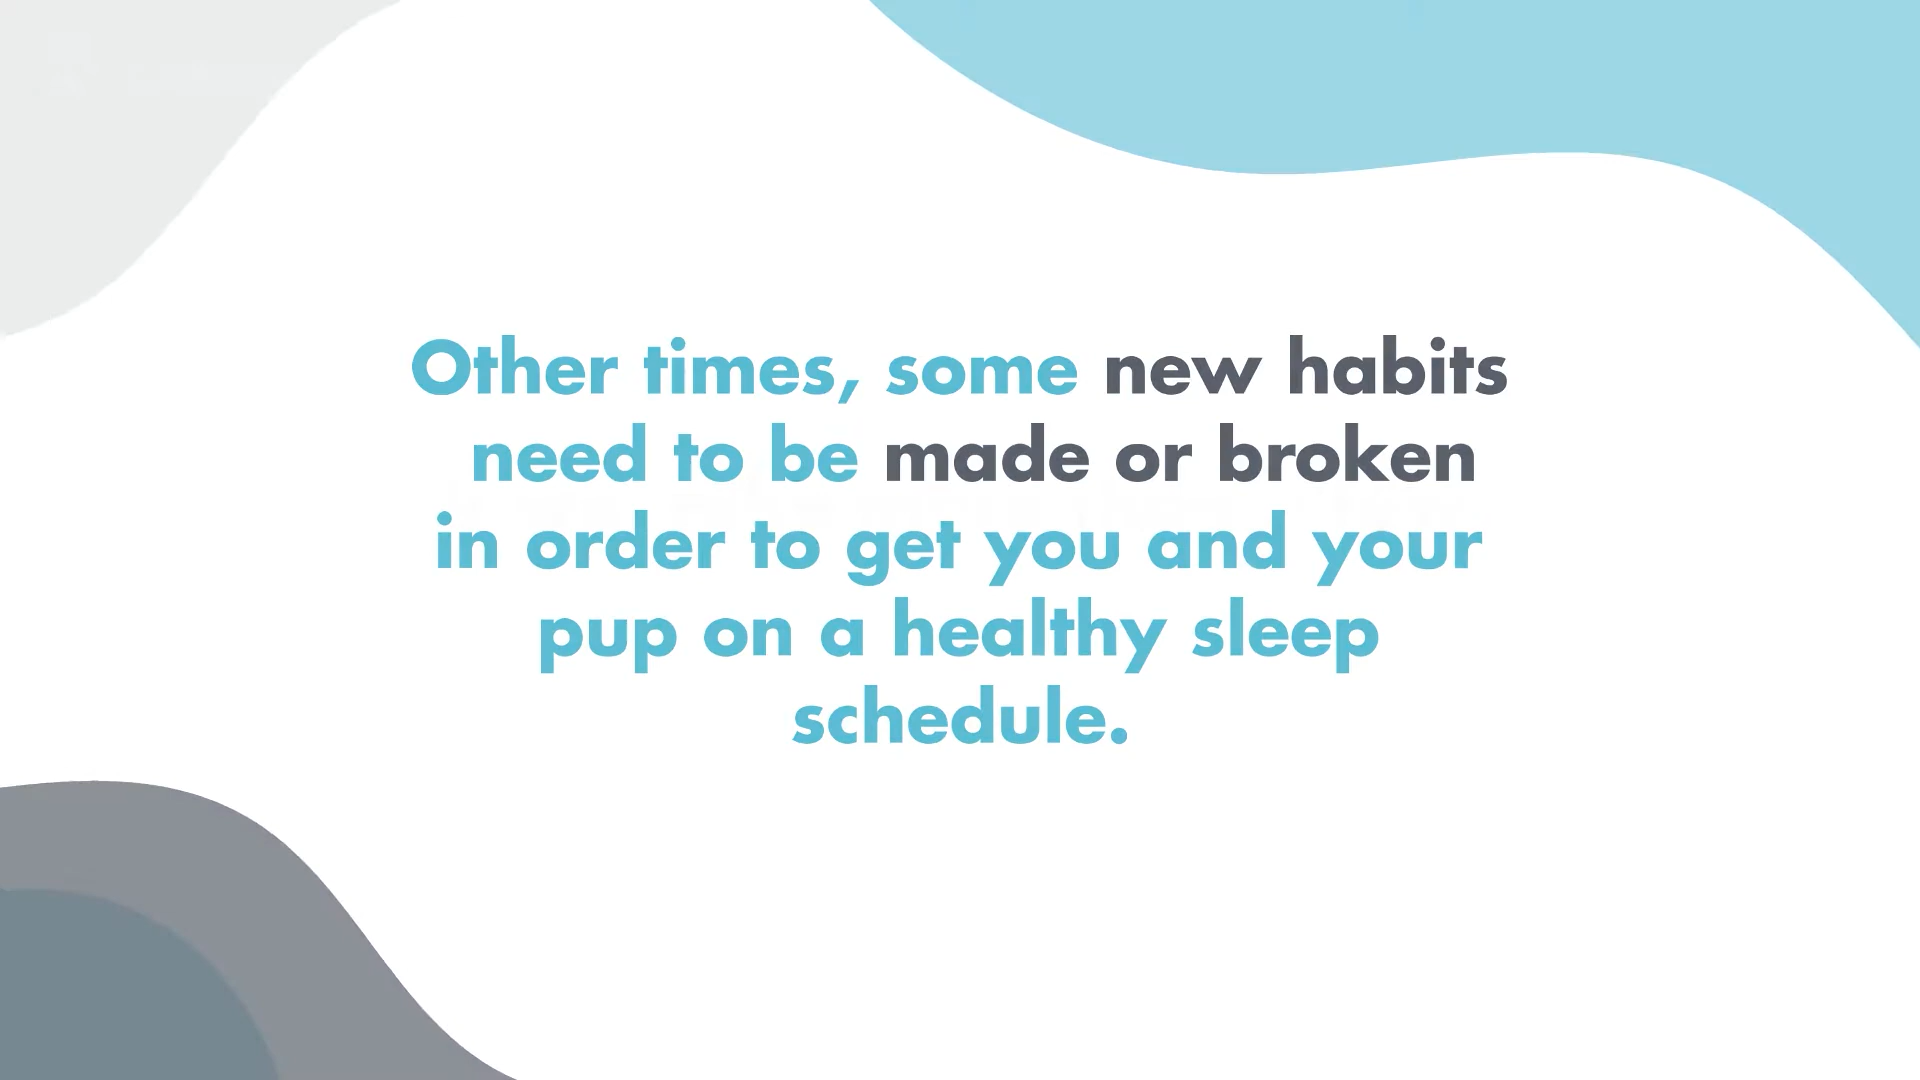 Other times, some new habits
need to be made or broken
in order to get you and your
pup on a healthy sleep
schedule.